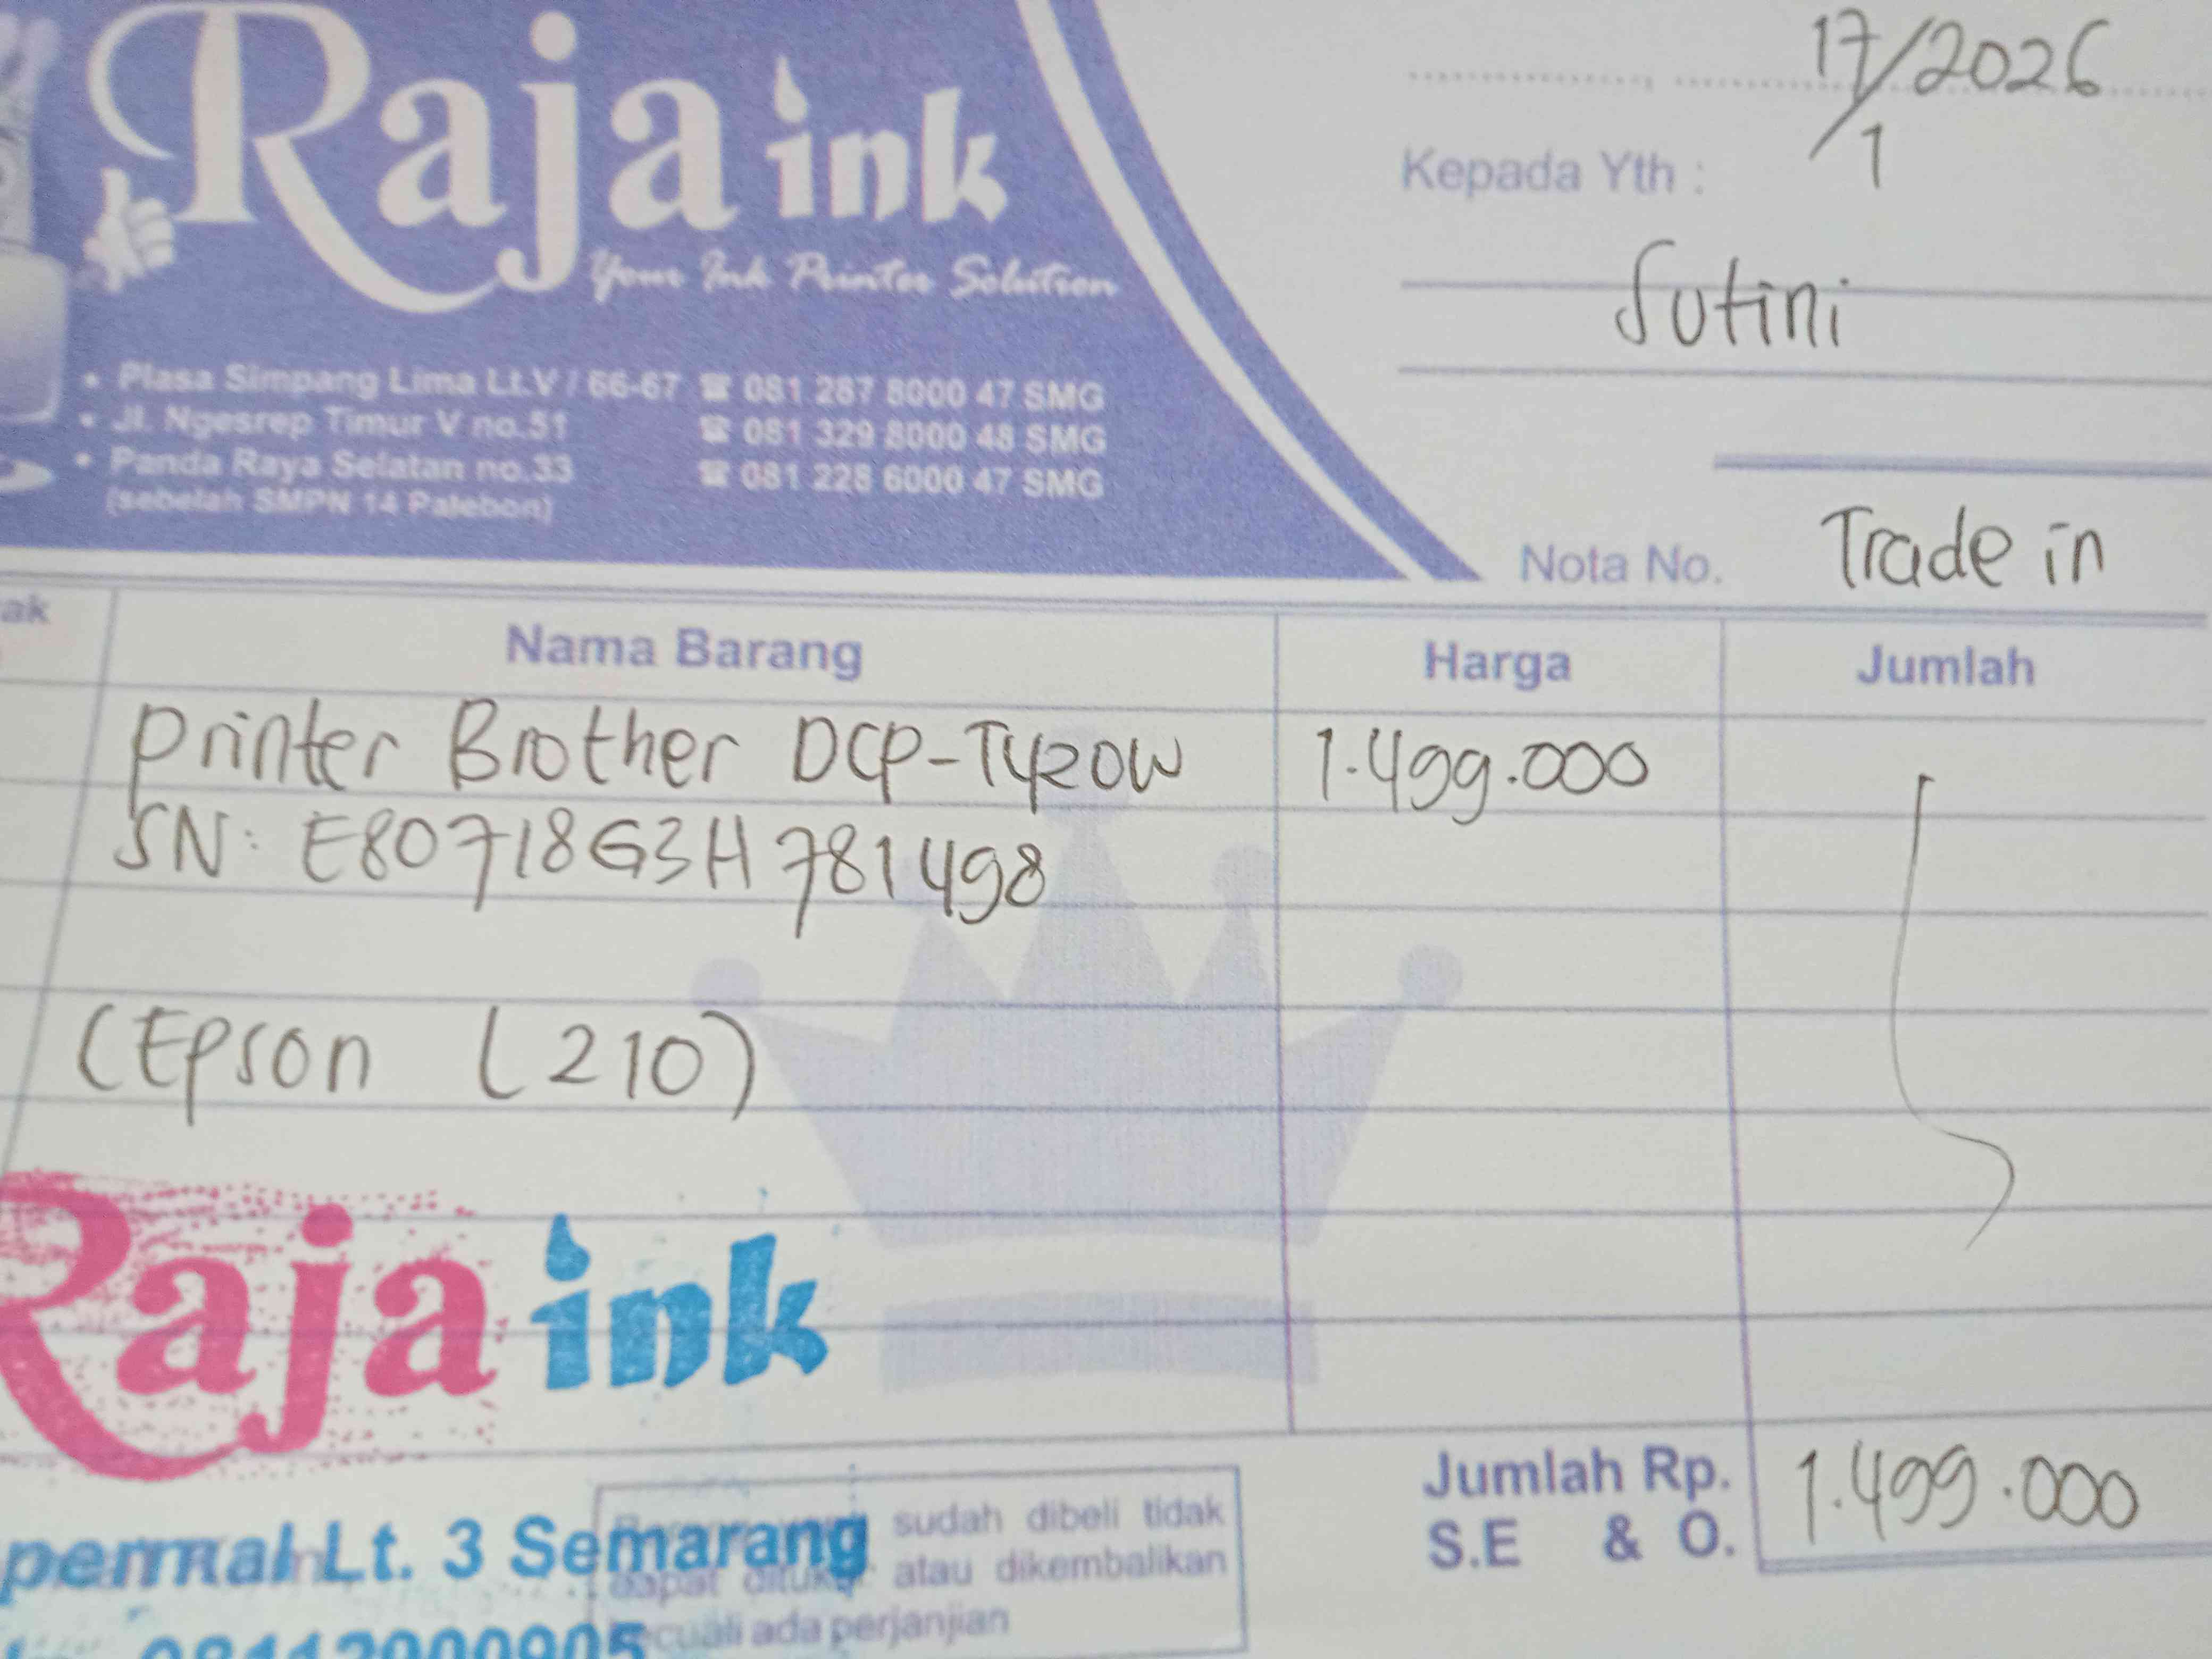 Raja ink
Your Ink Printer Solution
• Plasa Simpang Lima Lt.V / 66-67 ☎ 081 287 8000 47 SMG
• Jl. Ngesrep Timur V no.51 ☎ 081 329 8000 48 SMG
• Panda Raya Selatan no.33 ☎ 081 228 6000 47 SMG
(sebelah SMPN 14 Palebon)
17/1/2026
Kepada Yth :
Sutini
Nota No. Trade in
ak Nama Barang Harga Jumlah
Printer Brother DCP-T420W 1.499.000
SN: E80718G3H781498
(Epson L210)
Raja ink
permal Lt. 3 Semarang
sudah dibeli tidak
dapat ditukar atau dikembalikan
kecuali ada perjanjian
Jumlah Rp. 1.499.000
S.E & O.